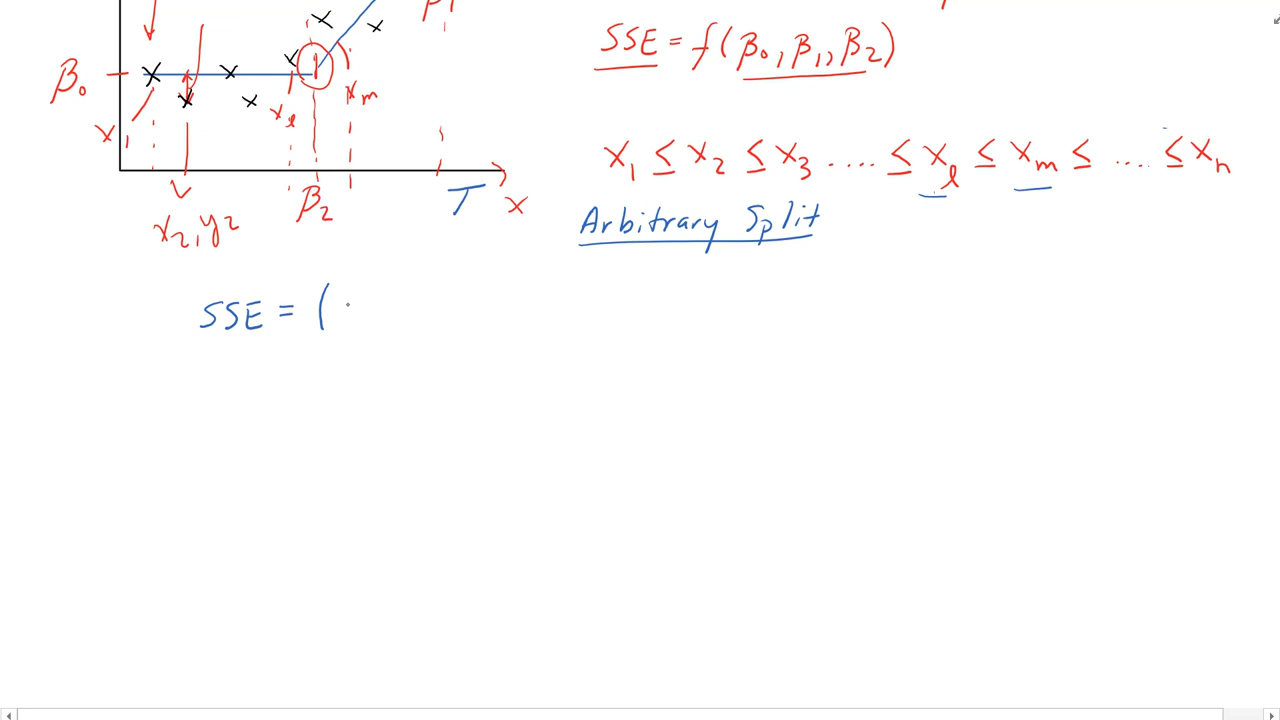 SSE = f(β₀, β₁, β₂)
β₀
xₗ
xₘ
x₁
x₁ ≤ x₂ ≤ x₃ .... ≤ xₗ ≤ xₘ ≤ .... ≤ xₙ
β₂
T
x
x₂, y₂
Arbitrary Split
SSE = (